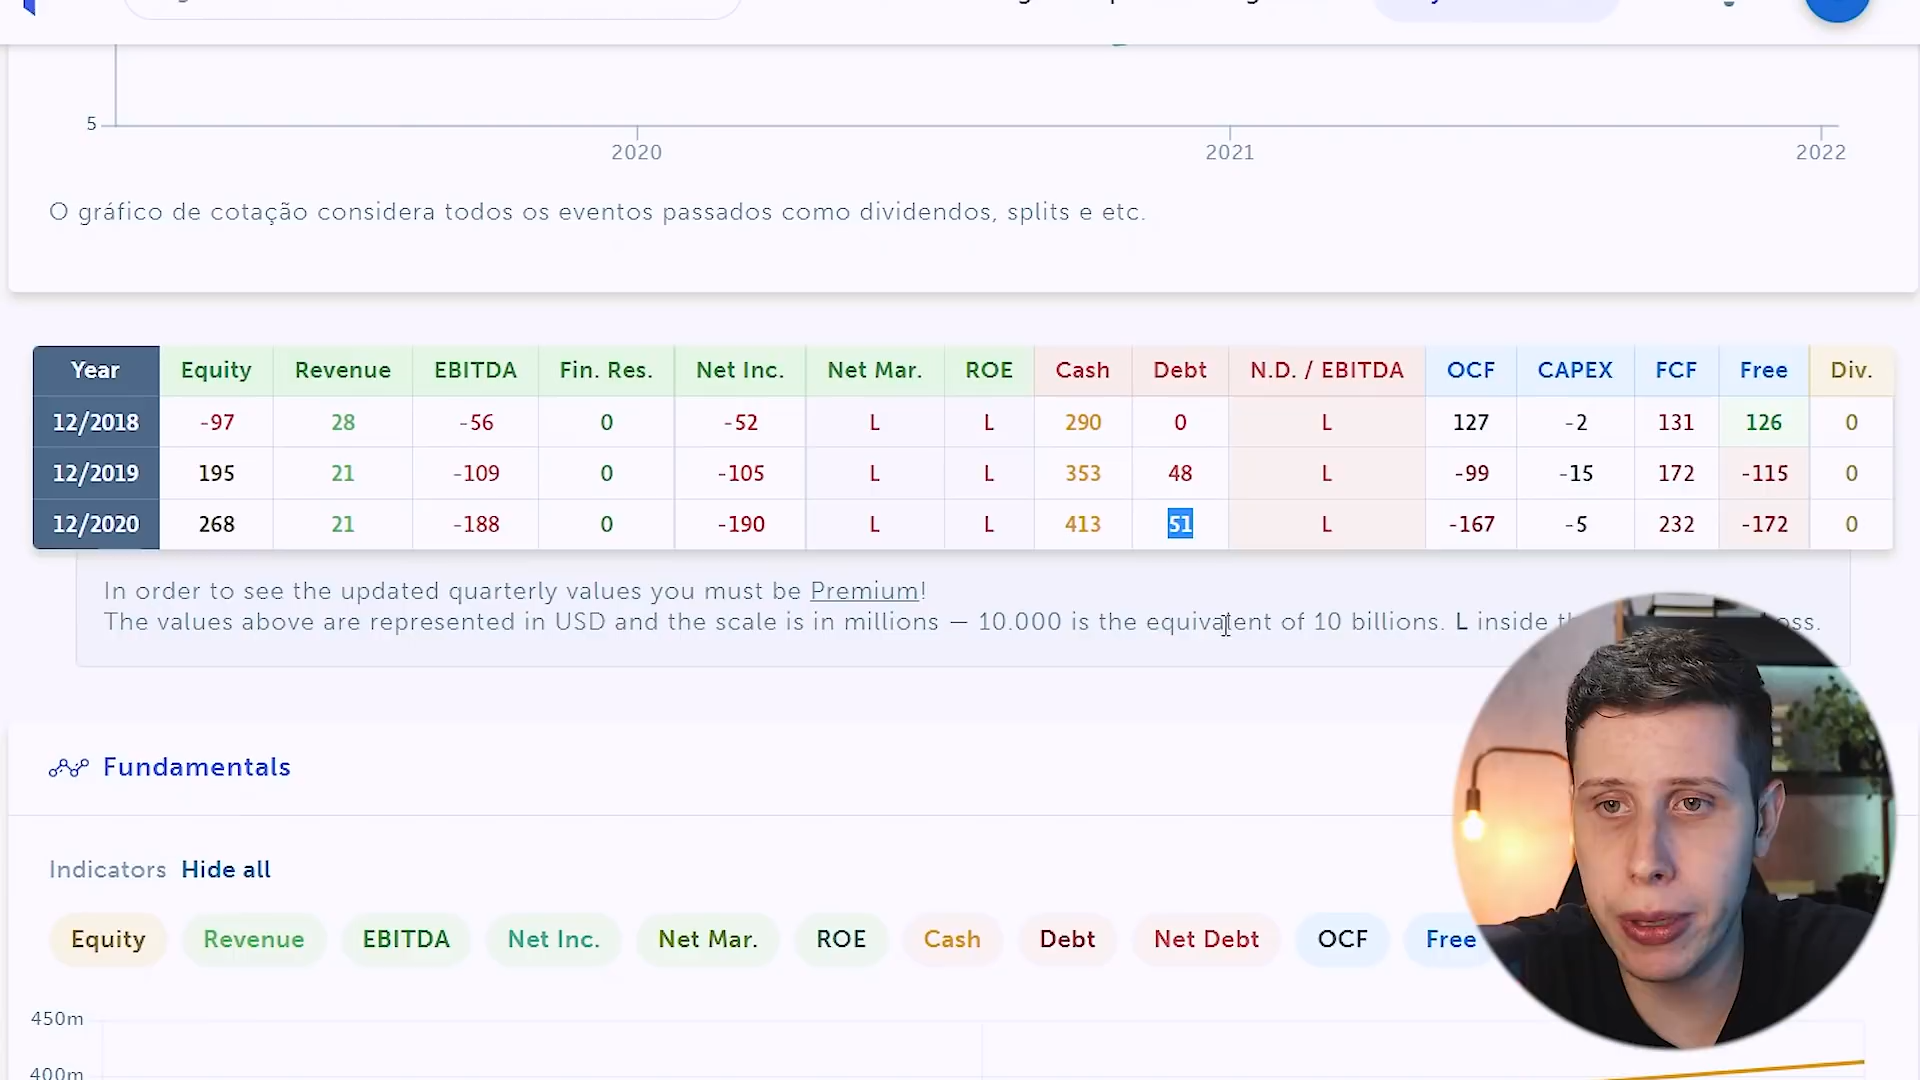 5
2020 2021 2022
O gráfico de cotação considera todos os eventos passados como dividendos, splits e etc.
Year Equity Revenue EBITDA Fin. Res. Net Inc. Net Mar. ROE Cash Debt N.D. / EBITDA OCF CAPEX FCF Free Div.
12/2018 -97 28 -56 0 -52 L L 290 0 L 127 -2 131 126 0
12/2019 195 21 -109 0 -105 L L 353 48 L -99 -15 172 -115 0
12/2020 268 21 -188 0 -190 L L 413 51 L -167 -5 232 -172 0
In order to see the updated quarterly values you must be Premium!
The values above are represented in USD and the scale is in millions — 10.000 is the equivalent of 10 billions. L inside
Fundamentals
Indicators Hide all
Equity Revenue EBITDA Net Inc. Net Mar. ROE Cash Debt Net Debt OCF Free
450m
400m